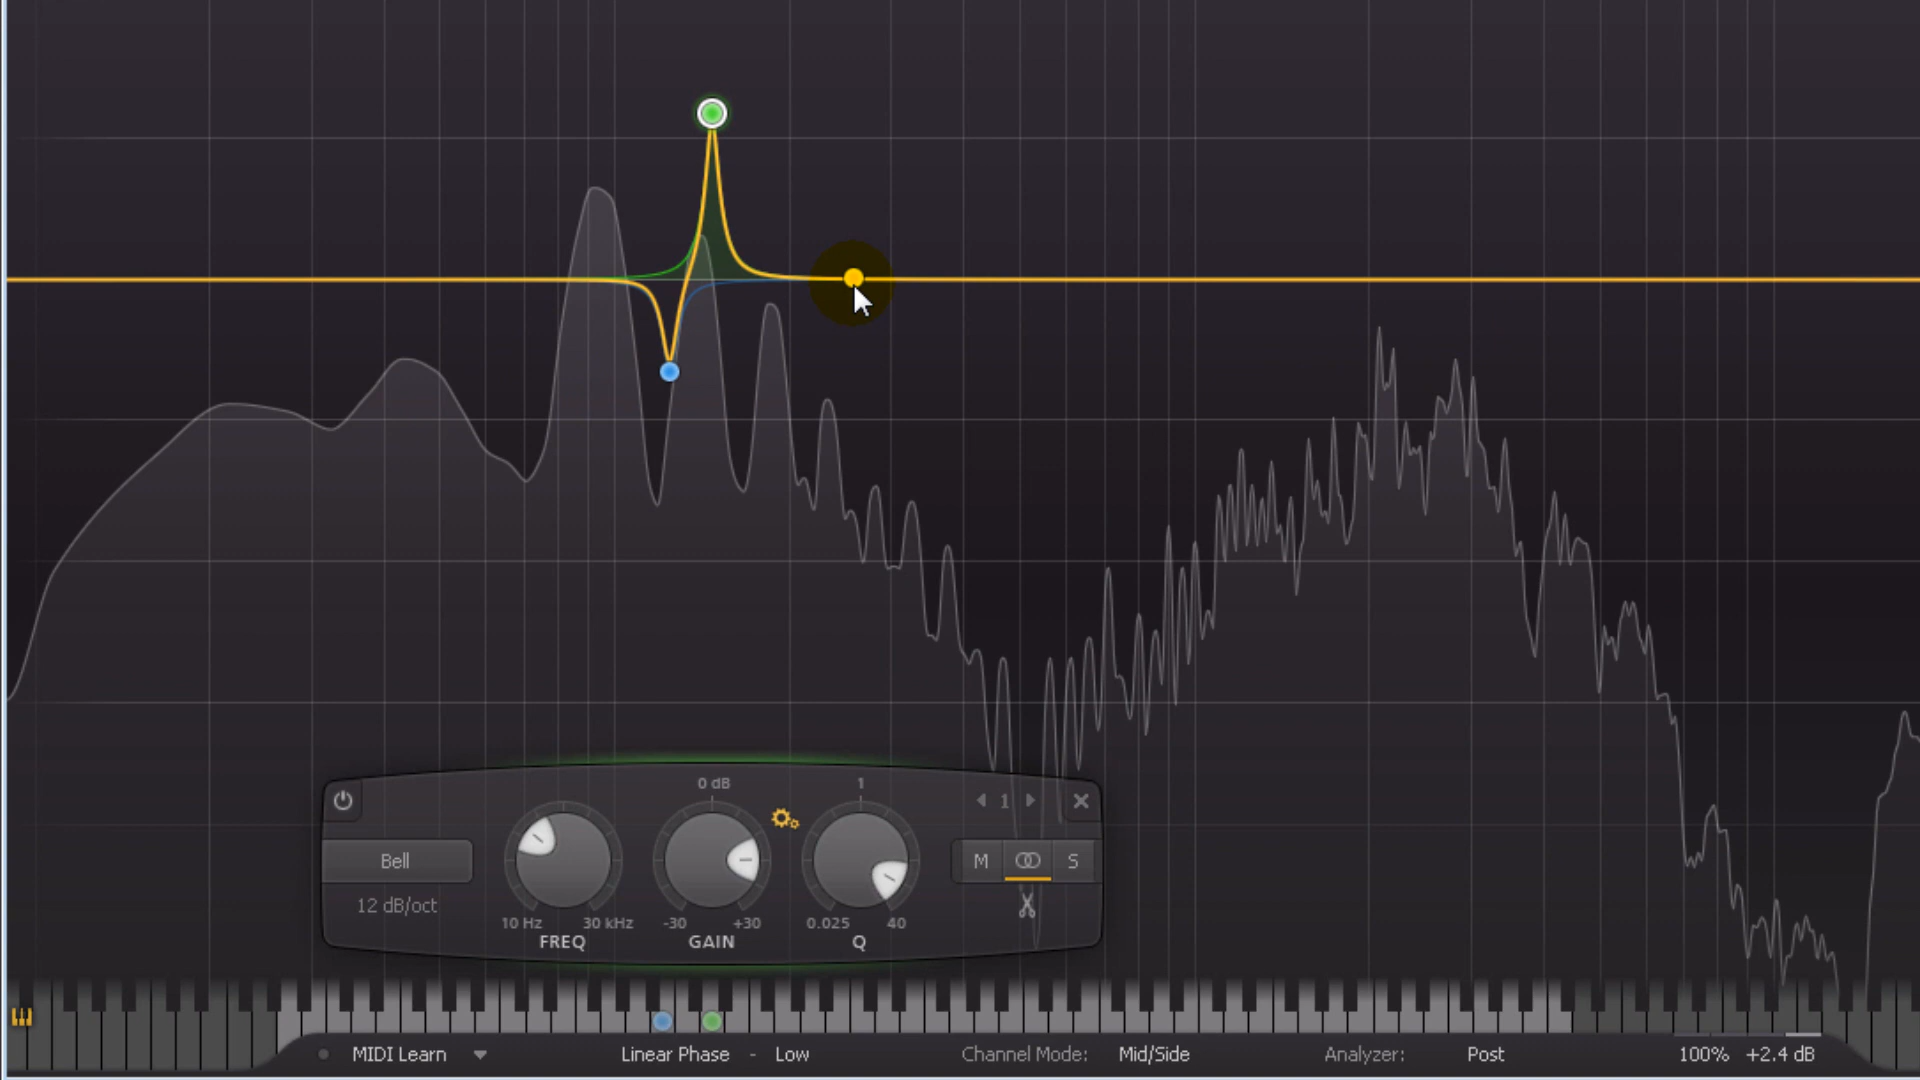 0 dB
1
1
Bell
M
S
12 dB/oct
10 Hz
30 kHz
-30
+30
0.025
40
FREQ
GAIN
Q
MIDI Learn
Linear Phase - Low
Channel Mode: Mid/Side
Analyzer: Post
100% +2.4 dB